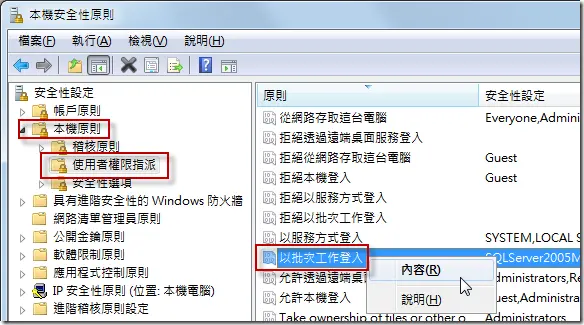 本機安全性原則
檔案(F) 執行(A) 檢視(V) 說明(H)
安全性設定
帳戶原則
本機原則
稽核原則
使用者權限指派
安全性選項
具有進階安全性的 Windows 防火牆
網路清單管理員原則
公開金鑰原則
軟體限制原則
應用程式控制原則
IP 安全性原則 (位置: 本機電腦)
進階稽核原則設定
原則 安全性設定
從網路存取這台電腦 Everyone,Administrators
拒絕透過遠端桌面服務登入
拒絕從網路存取這台電腦 Guest
拒絕本機登入 Guest
拒絕以服務方式登入
拒絕以批次工作登入
以服務方式登入 SYSTEM,LOCAL S
以批次工作登入 SQLServer2005M
允許透過遠端桌 Administrators,Re
允許本機登入 Guest,Administrat
Take ownership of files or o
內容(R)
說明(H)